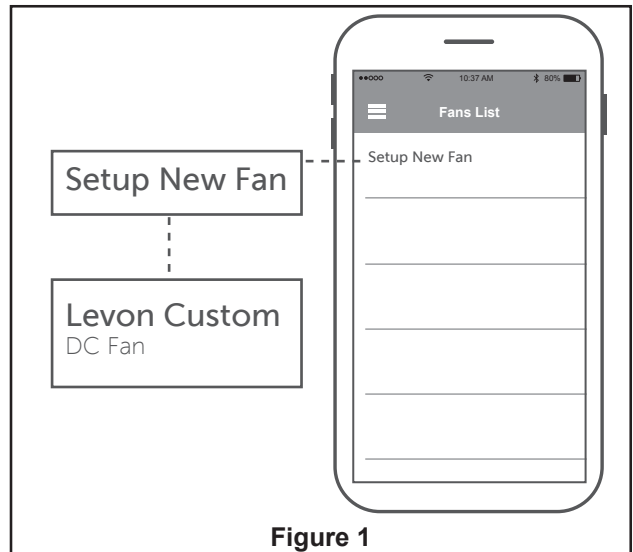 10:37 AM
80%
Fans List
Setup New Fan
Setup New Fan
Levon Custom
DC Fan
Figure 1